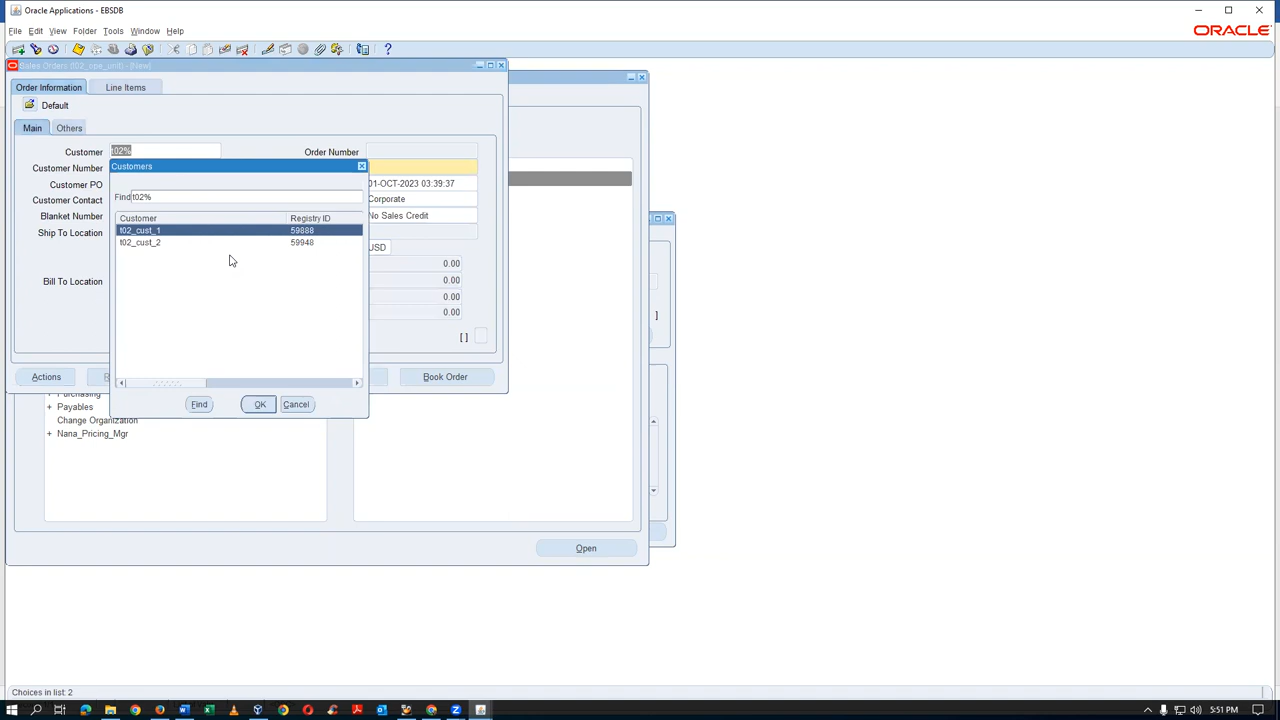 Oracle Applications - EBSDB
File Edit View Folder Tools Window Help
ORACLE
Sales Orders (t02_ope_unit) - [New]
Order Information Line Items
Default
Main Others
Customer t02% Order Number
Customers
Customer Number
Customer PO 01-OCT-2023 03:39:37
Find t02%
Customer Contact Corporate
Blanket Number No Sales Credit
Customer Registry ID
t02_cust_1 59888
Ship To Location
t02_cust_2 59948
USD
0.00
Bill To Location 0.00
0.00
0.00
]
[ ]
Actions Book Order
Purchasing
+ Payables
Find OK Cancel
Change Organization
+ Nana_Pricing_Mgr
Open
Choices in list: 2
5:51 PM